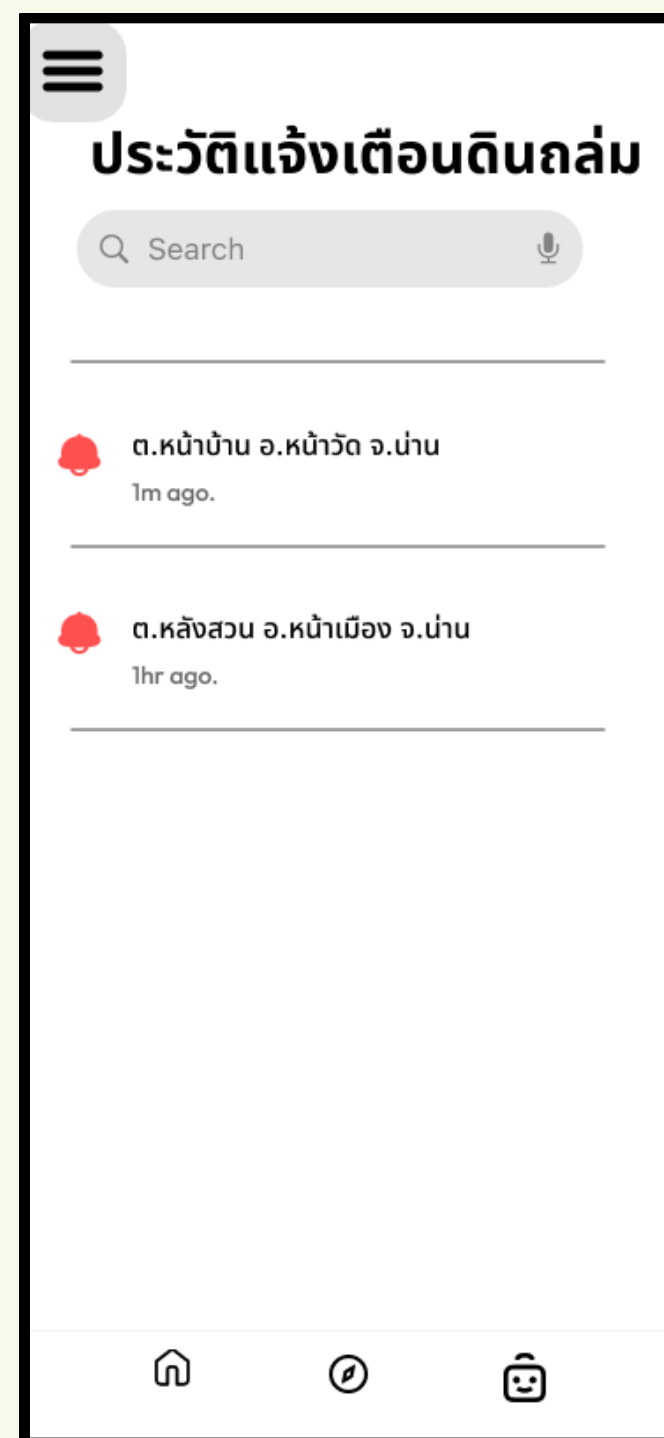 ประวัติแจ้งเตือนดินถล่ม
Search
ต.หน้าบ้าน อ.หน้าวัด จ.น่าน
1m ago.
ต.หลังสวน อ.หน้าเมือง จ.น่าน
1hr ago.